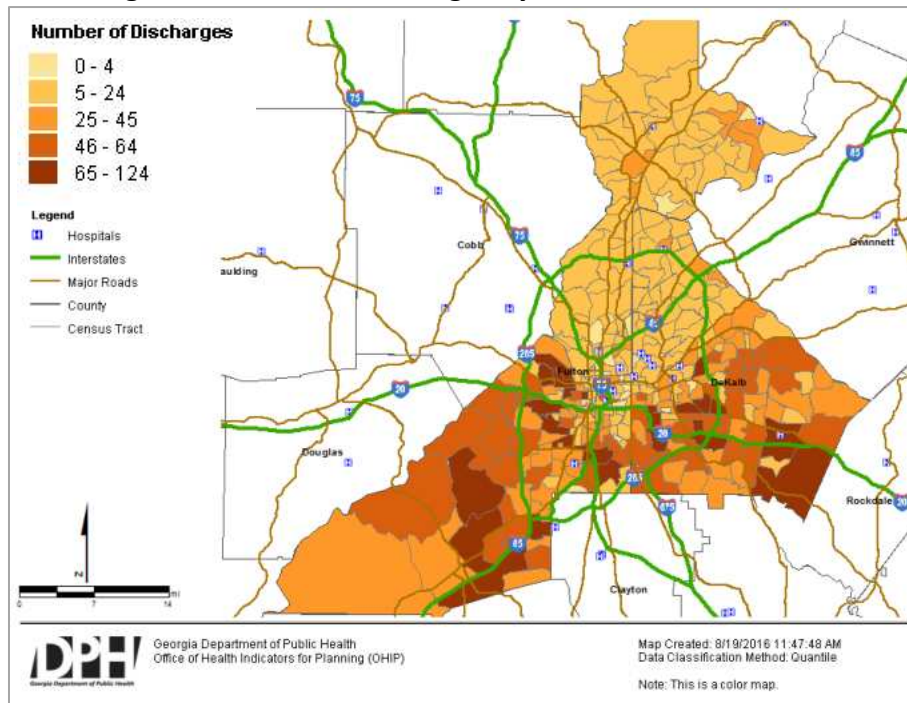 Number of Discharges
0 - 4
5 - 24
25 - 45
46 - 64
65 - 124
Legend
H Hospitals
Interstates
Major Roads
County
Census Tract
75
85
75
Cobb
Gwinnett
aulding
85
285
Fulton
75
DeKalb
20
20
Douglas
285
Rockdale
20
675
85
Clayton
N
0 7 14
mi
DPH
Georgia Department of Public Health
Georgia Department of Public Health
Office of Health Indicators for Planning (OHIP)
Map Created: 8/19/2016 11:47:48 AM
Data Classification Method: Quantile
Note: This is a color map.